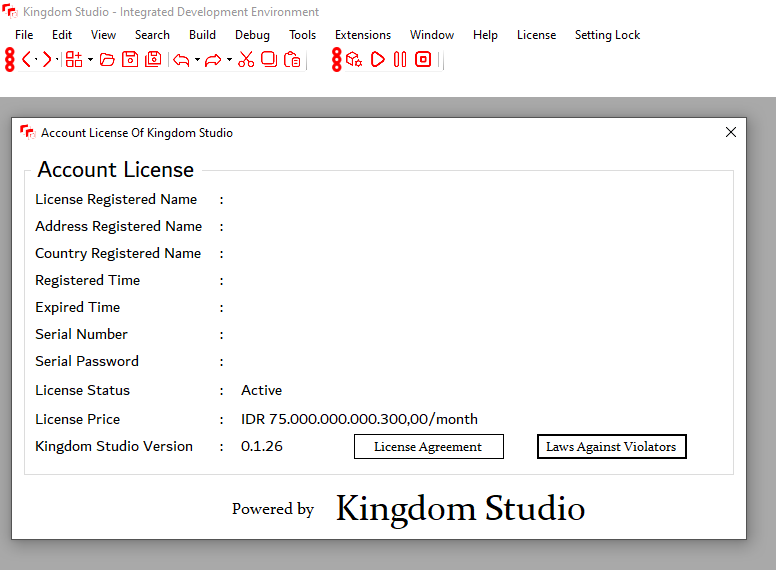 Kingdom Studio - Integrated Development Environment
File Edit View Search Build Debug Tools Extensions Window Help License Setting Lock
Account License Of Kingdom Studio
Account License
License Registered Name :
Address Registered Name :
Country Registered Name :
Registered Time :
Expired Time :
Serial Number :
Serial Password :
License Status : Active
License Price : IDR 75.000.000.000.300,00/month
Kingdom Studio Version : 0.1.26 License Agreement Laws Against Violators
Powered by Kingdom Studio